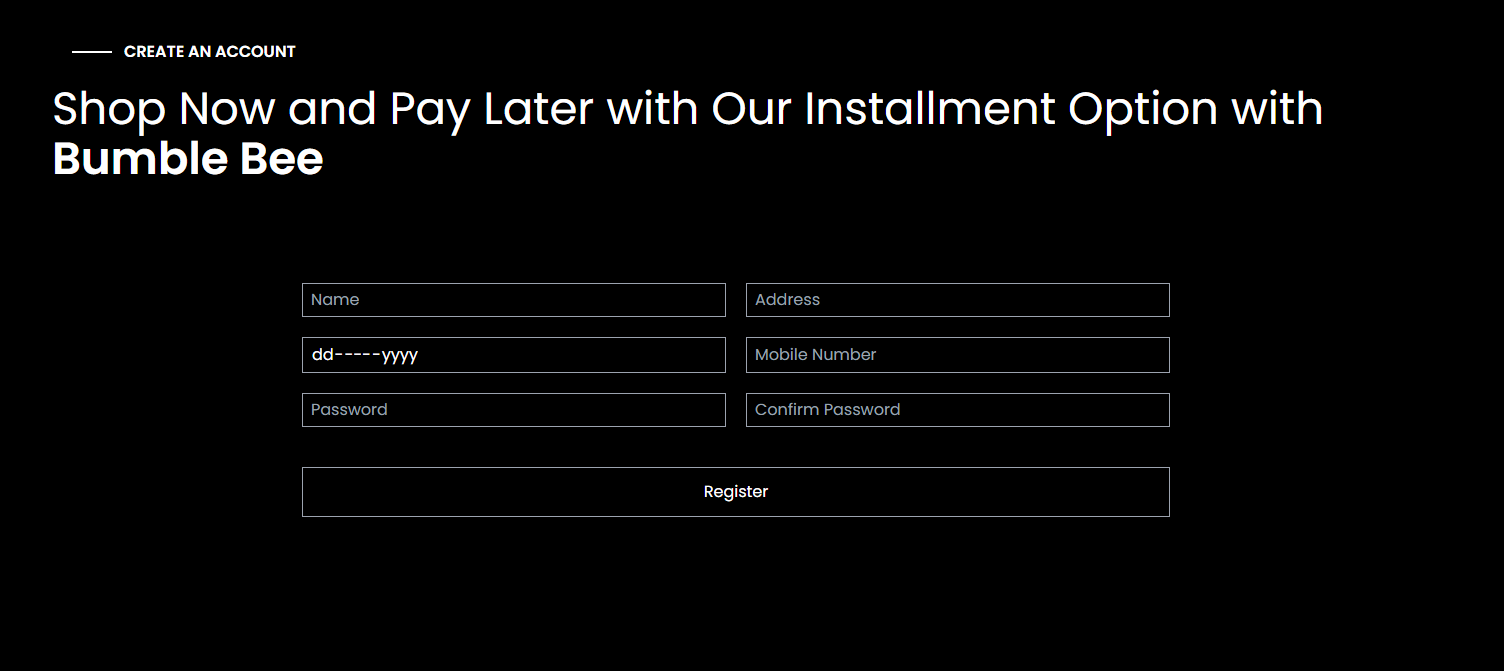 CREATE AN ACCOUNT
Shop Now and Pay Later with Our Installment Option with
Bumble Bee
Name
Address
dd-----yyyy
Mobile Number
Password
Confirm Password
Register